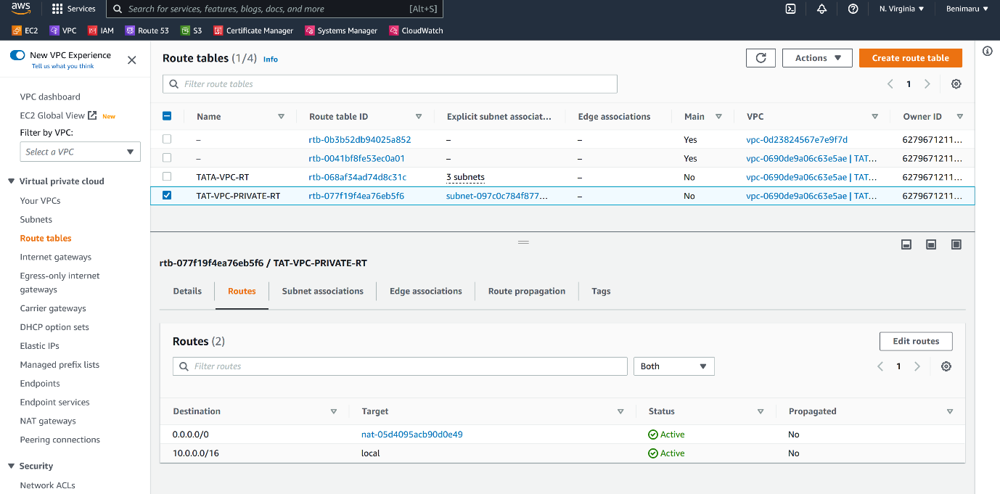 aws
Services
Search for services, features, blogs, docs, and more [Alt+S]
N. Virginia
Benimaru
EC2 VPC IAM Route 53 S3 Certificate Manager Systems Manager CloudWatch
New VPC Experience
Tell us what you think
VPC dashboard
EC2 Global View New
Filter by VPC:
Select a VPC
Virtual private cloud
Your VPCs
Subnets
Route tables
Internet gateways
Egress-only internet
gateways
Carrier gateways
DHCP option sets
Elastic IPs
Managed prefix lists
Endpoints
Endpoint services
NAT gateways
Peering connections
Security
Network ACLs
Route tables (1/4) Info
Actions
Create route table
Filter route tables
1
Name Route table ID Explicit subnet associat... Edge associations Main VPC Owner ID
– rtb-0b3b52db94025a852 – – Yes vpc-0d23824567e7e9f7d 6279671211...
– rtb-0041bf8fe53ec0a01 – – Yes vpc-0690de9a06c63e5ae | TAT... 6279671211...
TATA-VPC-RT rtb-068af34ad74d8c31c 3 subnets – No vpc-0690de9a06c63e5ae | TAT... 6279671211...
TAT-VPC-PRIVATE-RT rtb-077f19f4ea76eb5f6 subnet-097c0c784f877... – No vpc-0690de9a06c63e5ae | TAT... 6279671211...
rtb-077f19f4ea76eb5f6 / TAT-VPC-PRIVATE-RT
Details Routes Subnet associations Edge associations Route propagation Tags
Routes (2)
Edit routes
Filter routes
Both
1
Destination Target Status Propagated
0.0.0.0/0 nat-05d4095acb90d0e49 Active No
10.0.0.0/16 local Active No